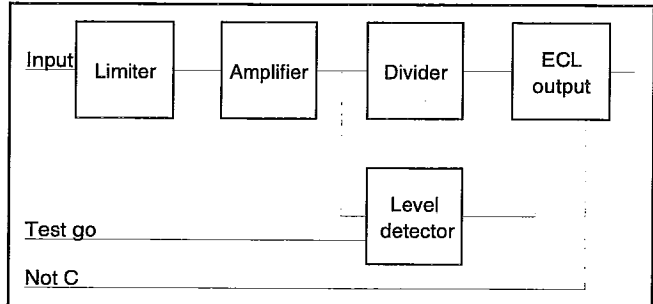 Input
Limiter
Amplifier
Divider
ECL
output
Level
detector
Test go
Not C